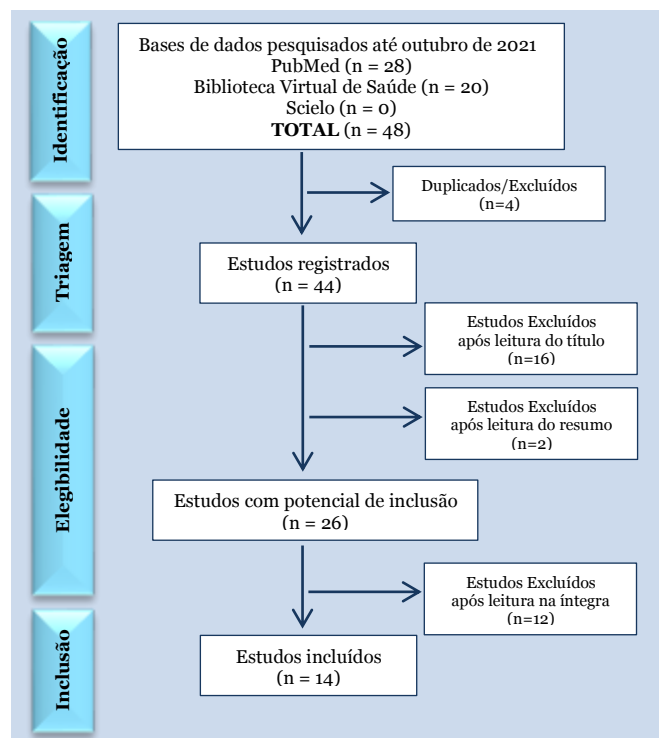 Identificação
Bases de dados pesquisados até outubro de 2021
PubMed (n = 28)
Biblioteca Virtual de Saúde (n = 20)
Scielo (n = 0)
TOTAL (n = 48)
Duplicados/Excluídos
(n=4)
Triagem
Estudos registrados
(n = 44)
Estudos Excluídos
após leitura do título
(n=16)
Elegibilidade
Estudos Excluídos
após leitura do resumo
(n=2)
Estudos com potencial de inclusão
(n = 26)
Estudos Excluídos
após leitura na íntegra
(n=12)
Inclusão
Estudos incluídos
(n = 14)